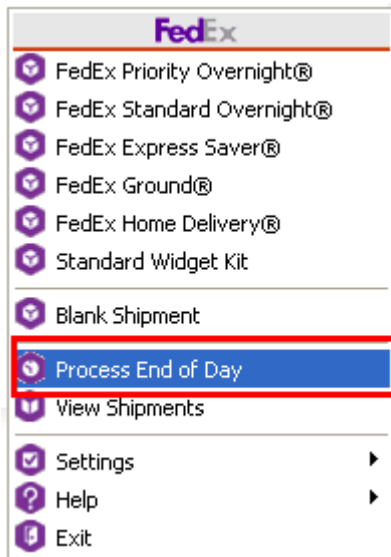 FedEx
FedEx Priority Overnight®
FedEx Standard Overnight®
FedEx Express Saver®
FedEx Ground®
FedEx Home Delivery®
Standard Widget Kit
Blank Shipment
Process End of Day
View Shipments
Settings
Help
Exit